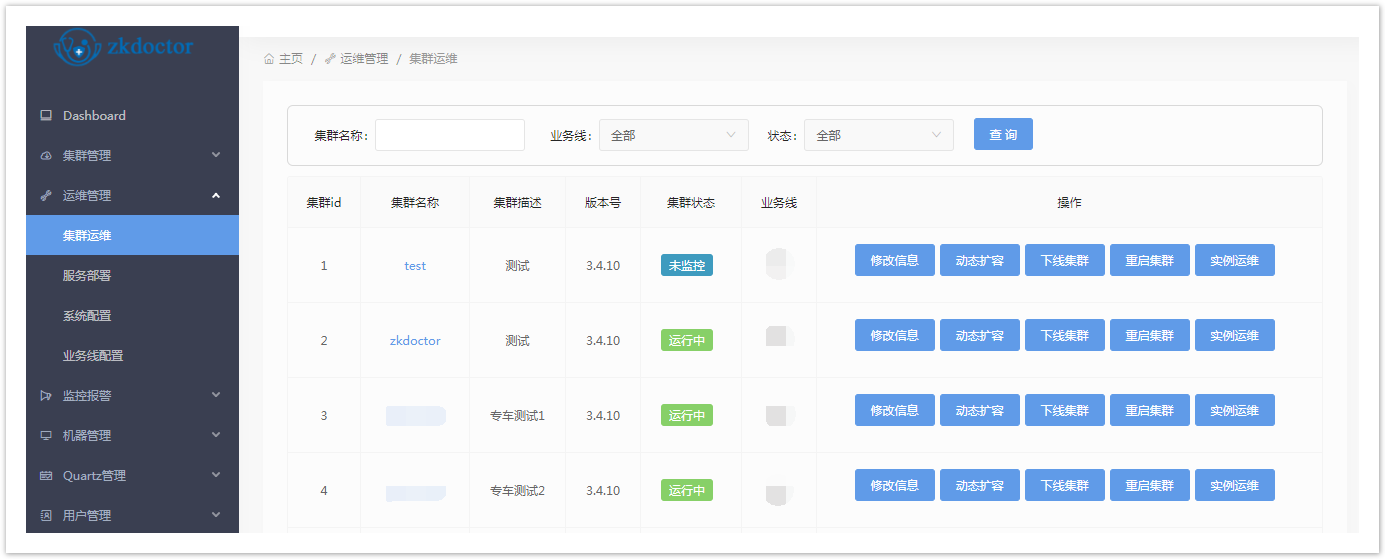 zkdoctor
Dashboard
集群管理
运维管理
集群运维
服务部署
系统配置
业务线配置
监控报警
机器管理
Quartz管理
用户管理
主页 / 运维管理 / 集群运维
集群名称: 业务线: 全部 状态: 全部 查 询
集群id 集群名称 集群描述 版本号 集群状态 业务线 操作
1 test 测试 3.4.10 未监控 修改信息 动态扩容 下线集群 重启集群 实例运维
2 zkdoctor 测试 3.4.10 运行中 修改信息 动态扩容 下线集群 重启集群 实例运维
3 专车测试1 3.4.10 运行中 修改信息 动态扩容 下线集群 重启集群 实例运维
4 专车测试2 3.4.10 运行中 修改信息 动态扩容 下线集群 重启集群 实例运维